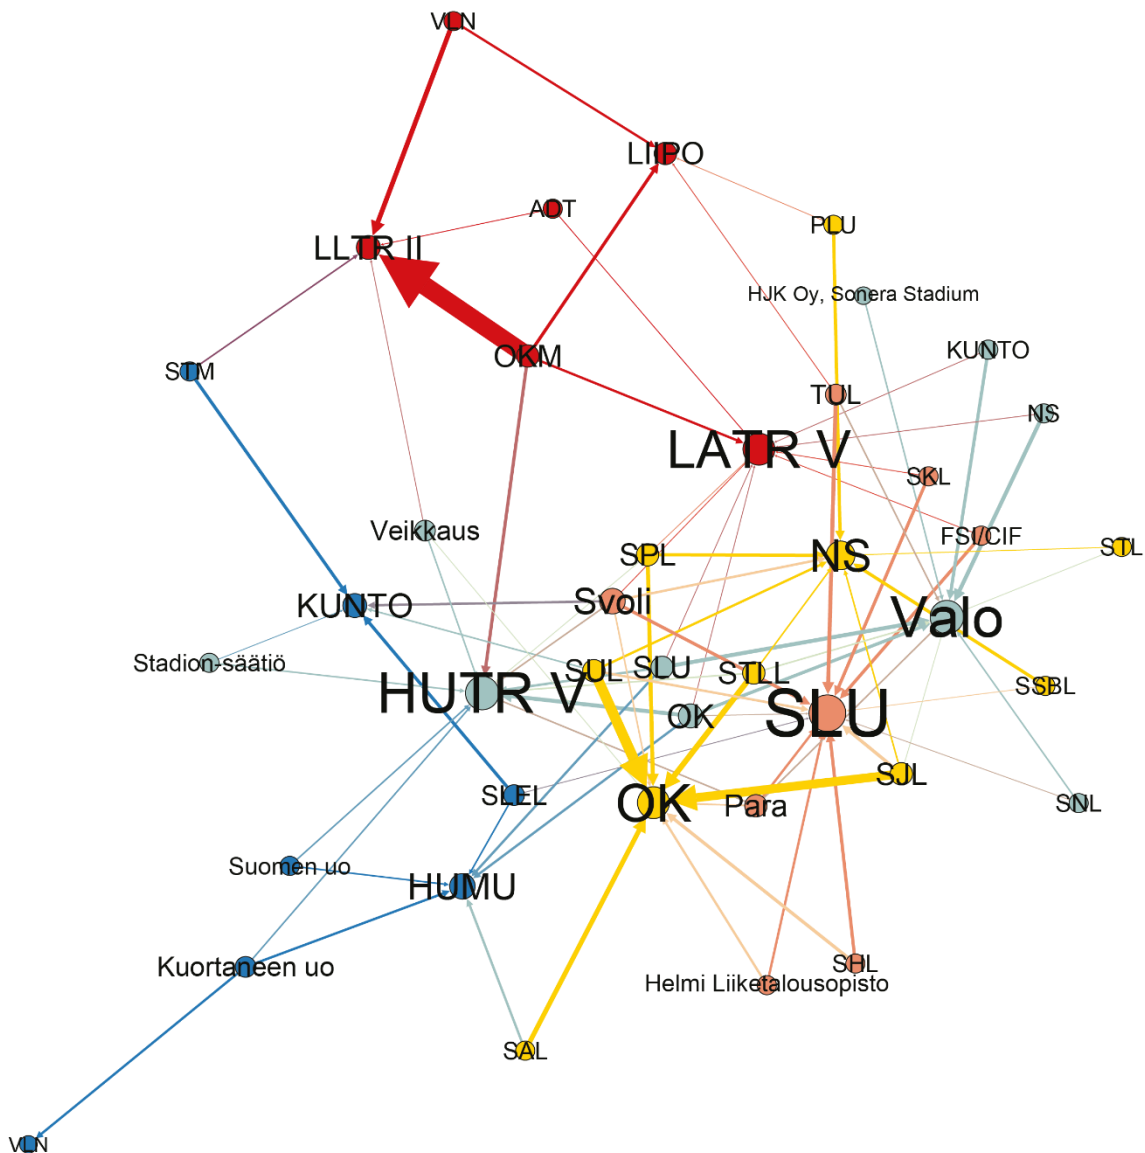 VLN
LIIPO
ADT
PLU
LLTR II
HJK Oy, Sonera Stadium
OKM
KUNTO
STM
TUL
NS
LATR V
SKL
Veikkaus
FSI/CIF
SPL
NS
STL
KUNTO
Svoli
Valo
Stadion-säätiö
SUL
SLU
STLL
HUTR V
SSBL
OK
SLU
SJL
SLEL
OK
Para
SNL
Suomen uo
HUMU
Kuortaneen uo
SHL
Helmi Liiketalousopisto
SAL
VLN